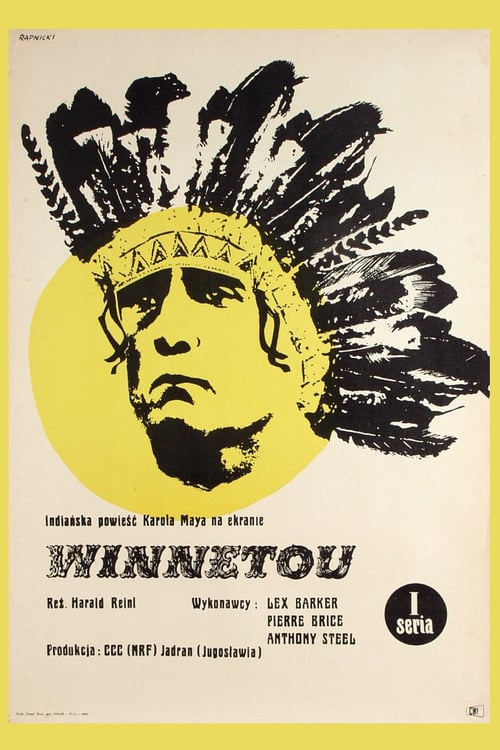 RAPNICKI
Indiańska powieść Karola Maya na ekranie
WINNETOU
Reż. Harald Reinl
Wykonawcy: LEX BARKER
PIERRE BRICE
ANTHONY STEEL
I
seria
Produkcja: CCC (NRF) Jadran (Jugosławia)
CWF